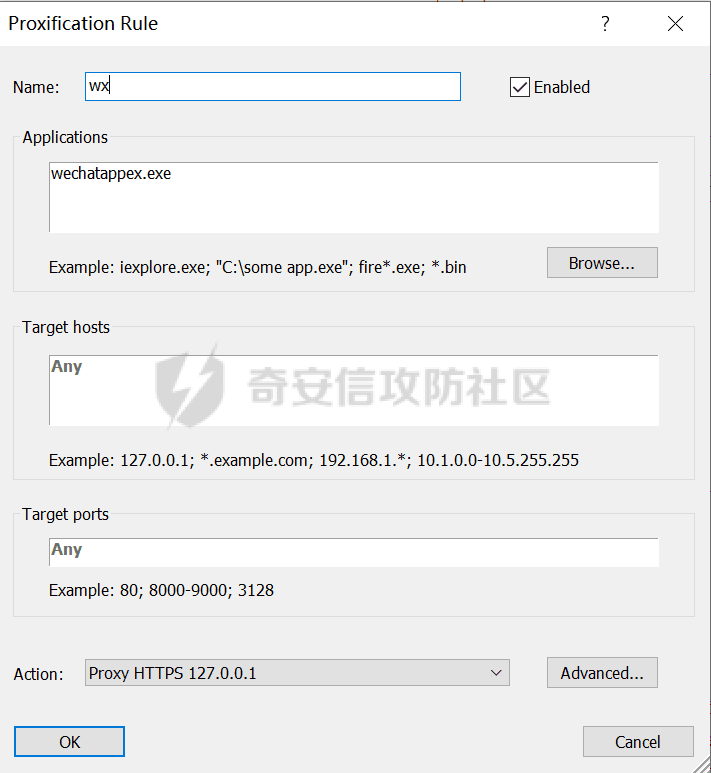 Proxification Rule
?
Name:
wx
Enabled
Applications
wechatappex.exe
Example: iexplore.exe; "C:\some app.exe"; fire*.exe; *.bin
Browse...
Target hosts
Any
奇安信攻防社区
Example: 127.0.0.1; *.example.com; 192.168.1.*; 10.1.0.0-10.5.255.255
Target ports
Any
Example: 80; 8000-9000; 3128
Action:
Proxy HTTPS 127.0.0.1
Advanced...
OK
Cancel